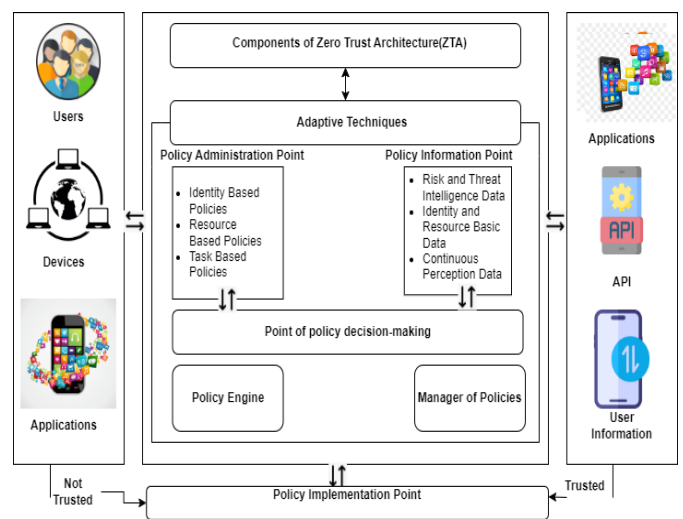 Users
Devices
Applications
Components of Zero Trust Architecture(ZTA)
Adaptive Techniques
Policy Administration Point
• Identity Based
Policies
• Resource
Based Policies
• Task Based
Policies
Policy Information Point
• Risk and Threat
Intelligence Data
• Identity and
Resource Basic
Data
• Continuous
Perception Data
Point of policy decision-making
Policy Engine
Manager of Policies
Applications
API
API
User
Information
Not
Trusted
Policy Implementation Point
Trusted